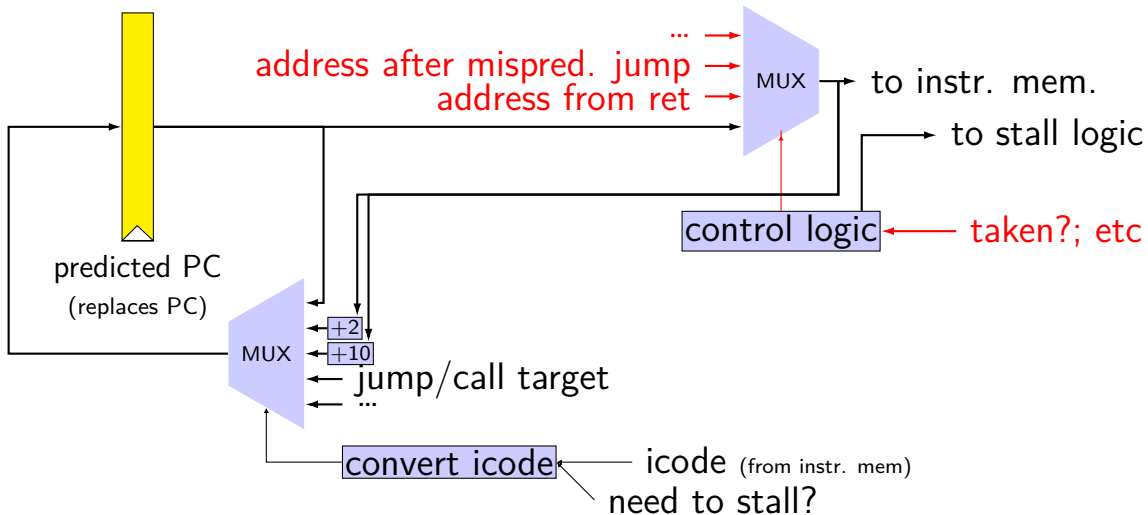 ...
address after mispred. jump
address from ret
MUX
to instr. mem.
to stall logic
control logic
taken?; etc
predicted PC
(replaces PC)
MUX
+2
+10
jump/call target
...
convert icode
icode (from instr. mem)
need to stall?